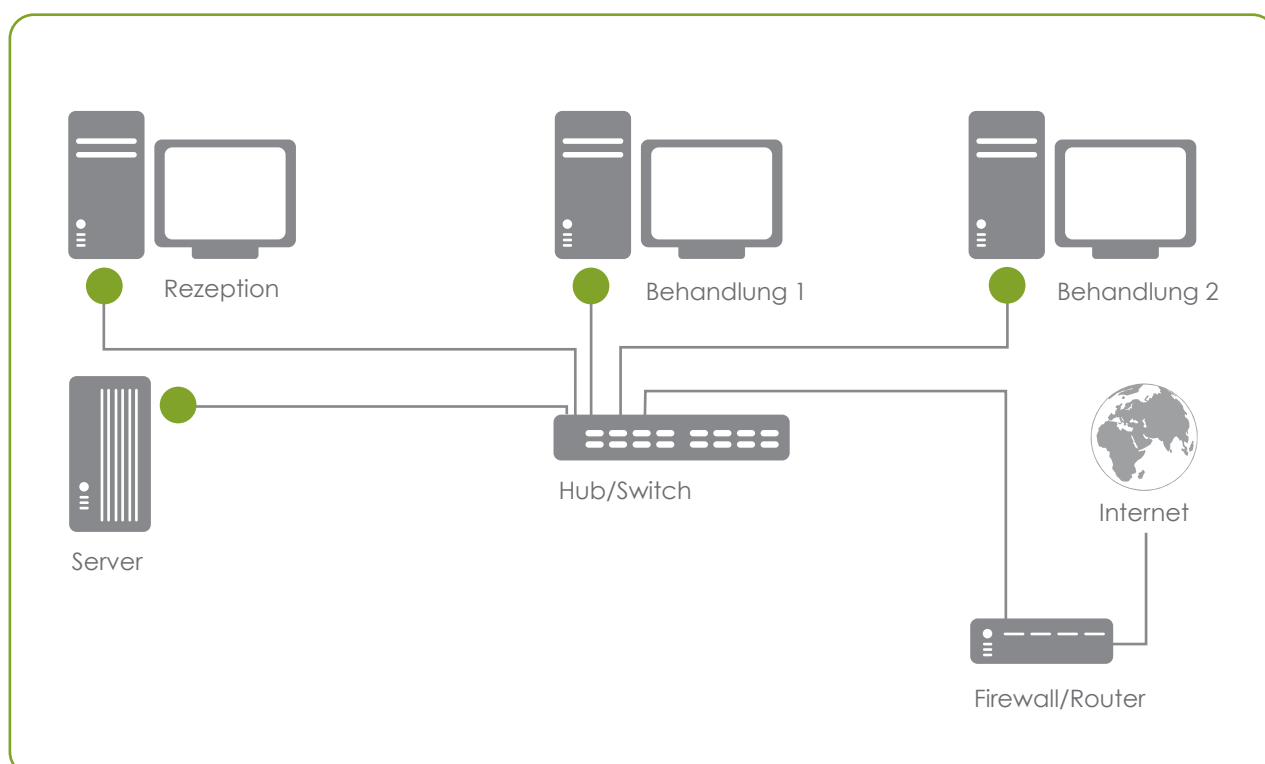 Rezeption
Behandlung 1
Behandlung 2
Hub/Switch
Internet
Server
Firewall/Router